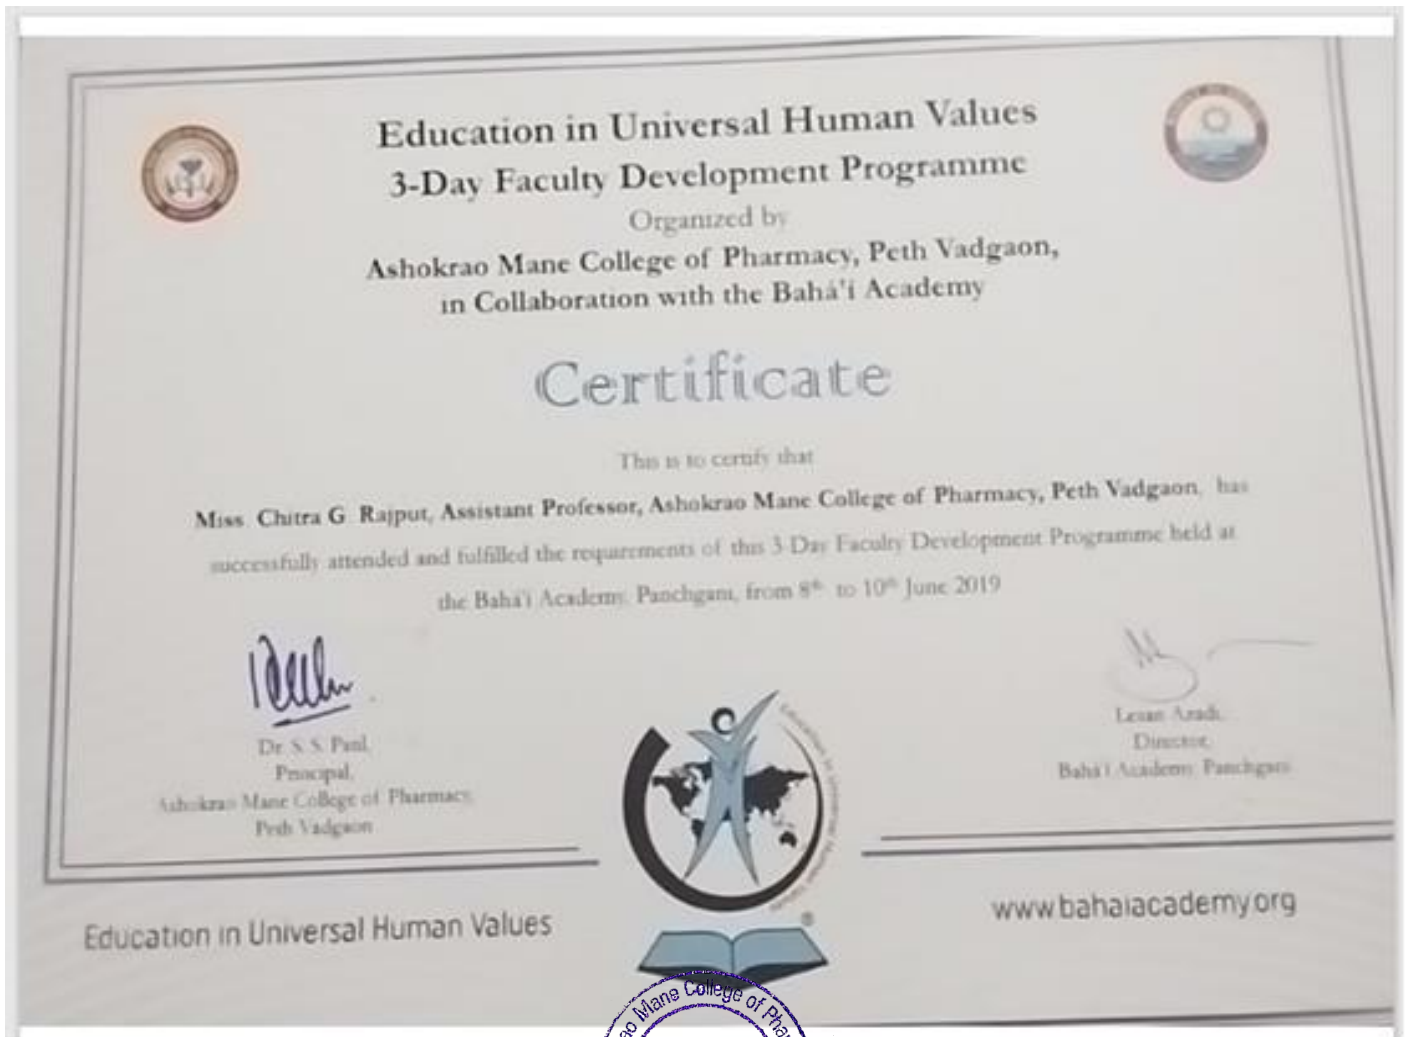 Education in Universal Human Values
3-Day Faculty Development Programme
Organized by
Ashokrao Mane College of Pharmacy, Peth Vadgaon,
in Collaboration with the Bahá'í Academy
Certificate
This is to certify that
Miss. Chitra G. Rajput, Assistant Professor, Ashokrao Mane College of Pharmacy, Peth Vadgaon, has
successfully attended and fulfilled the requirements of this 3-Day Faculty Development Programme held at
the Bahá'í Academy, Panchgani, from 8th to 10th June 2019
Dr. S. S. Patil,
Principal,
Ashokrao Mane College of Pharmacy,
Peth Vadgaon
Lesan Azadi,
Director,
Bahá'í Academy, Panchgani
Education in Universal Human Values
®
Education in Universal Human Values
www.bahaiacademy.org
Mane College of